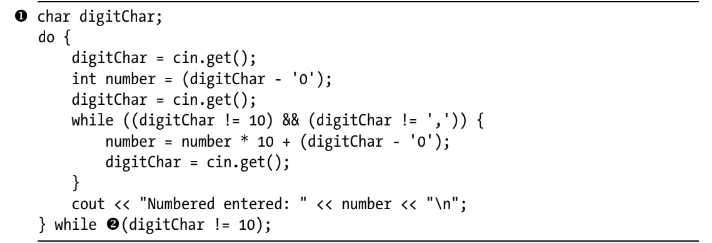 ❶ char digitChar;
do {
    digitChar = cin.get();
    int number = (digitChar - '0');
    digitChar = cin.get();
    while ((digitChar != 10) && (digitChar != ',')) {
        number = number * 10 + (digitChar - '0');
        digitChar = cin.get();
    }
    cout << "Numbered entered: " << number << "\n";
} while ❷(digitChar != 10);